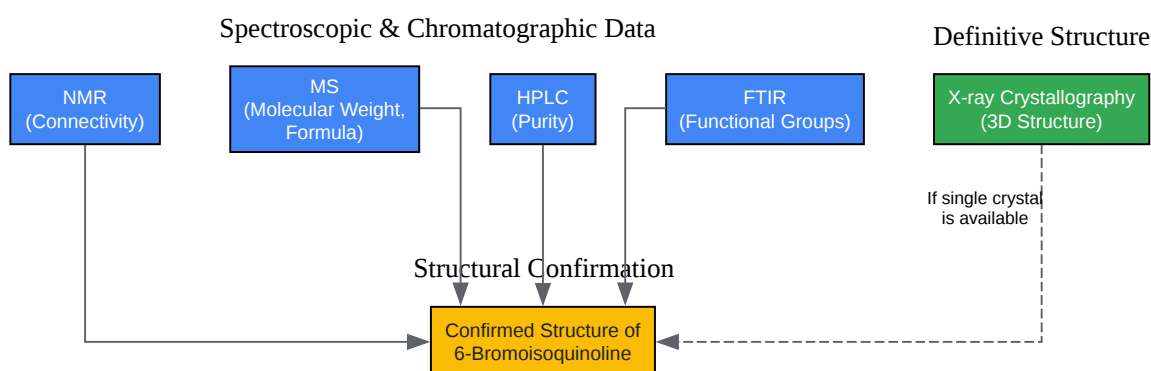 Spectroscopic & Chromatographic Data
Definitive Structure
NMR
(Connectivity)
MS
(Molecular Weight,
Formula)
HPLC
(Purity)
FTIR
(Functional Groups)
X-ray Crystallography
(3D Structure)
If single crystal
is available
Structural Confirmation
Confirmed Structure of
6-Bromoisoquinoline